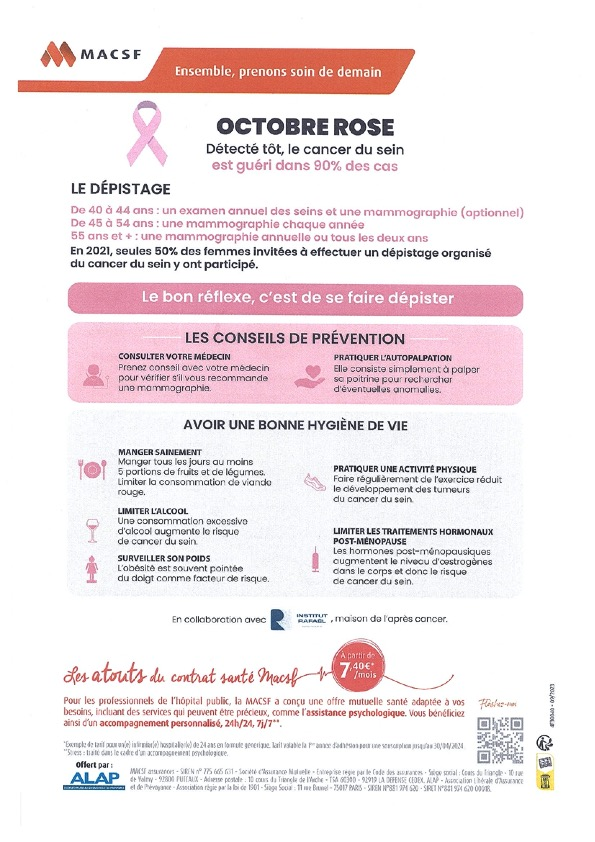 MACSF
Ensemble, prenons soin de demain
OCTOBRE ROSE
Détecté tôt, le cancer du sein
est guéri dans 90% des cas
LE DÉPISTAGE
De 40 à 44 ans : un examen annuel des seins et une mammographie (optionnel)
De 45 à 54 ans : une mammographie chaque année
55 ans et + : une mammographie annuelle ou tous les deux ans
En 2021, seules 50% des femmes invitées à effectuer un dépistage organisé
du cancer du sein y ont participé.
Le bon réflexe, c'est de se faire dépister
LES CONSEILS DE PRÉVENTION
CONSULTER VOTRE MÉDECIN
Prenez conseil avec votre médecin
pour vérifier s'il vous recommande
une mammographie.
PRATIQUER L'AUTOPALPATION
Elle consiste simplement à palper
sa poitrine pour rechercher
d'éventuelles anomalies.
AVOIR UNE BONNE HYGIÈNE DE VIE
MANGER SAINEMENT
Manger tous les jours au moins
5 portions de fruits et de légumes.
Limiter la consommation de viande
rouge.
LIMITER L'ALCOOL
Une consommation excessive
d'alcool augmente le risque
de cancer du sein.
SURVEILLER SON POIDS
L'obésité est souvent pointée
du doigt comme facteur de risque.
PRATIQUER UNE ACTIVITÉ PHYSIQUE
Faire régulièrement de l'exercice réduit
le développement des tumeurs
du cancer du sein.
LIMITER LES TRAITEMENTS HORMONAUX
POST-MÉNOPAUSE
Les hormones post-ménopausiques
augmentent le niveau d'œstrogènes
dans le corps et donc le risque
de cancer du sein.
En collaboration avec INSTITUT RAFAËL, maison de l'après cancer.
Les atouts du contrat santé Macsf
À partir de
7,40€*
/mois
Pour les professionnels de l'hôpital public, la MACSF a conçu une offre mutuelle santé adaptée à vos
besoins, incluant des services qui peuvent être précieux, comme l'assistance psychologique. Vous bénéficiez
ainsi d'un accompagnement personnalisé, 24h/24, 7j/7**.
Flashez-moi
*Exemple de tarif pour un(e) infirmier(e) hospitalier(e) de 24 ans en formule générique. Tarif valable la 1ère année d'adhésion pour une souscription jusqu'au 30/04/2024.
**Stress : traité dans le cadre d'un accompagnement psychologique.
Offert par :
ALAP
MACSF assurances - SIREN n° 775 665 631 - Société d'Assurance Mutuelle - Entreprise régie par le Code des assurances - Siège social : Cours du Triangle - 10 rue
de Valmy - 92800 PUTEAUX - Adresse postale : 10 cours du Triangle de l'Arche - TSA 60300 - 92919 LA DÉFENSE CEDEX. ALAP - Association Libérale d'Assurance
et de Prévoyance - Association régie par la loi de 1901 - Siège Social : 11 rue Brunel - 75017 PARIS - SIREN N°881 974 620 - SIRET N°881 974 620 00018.